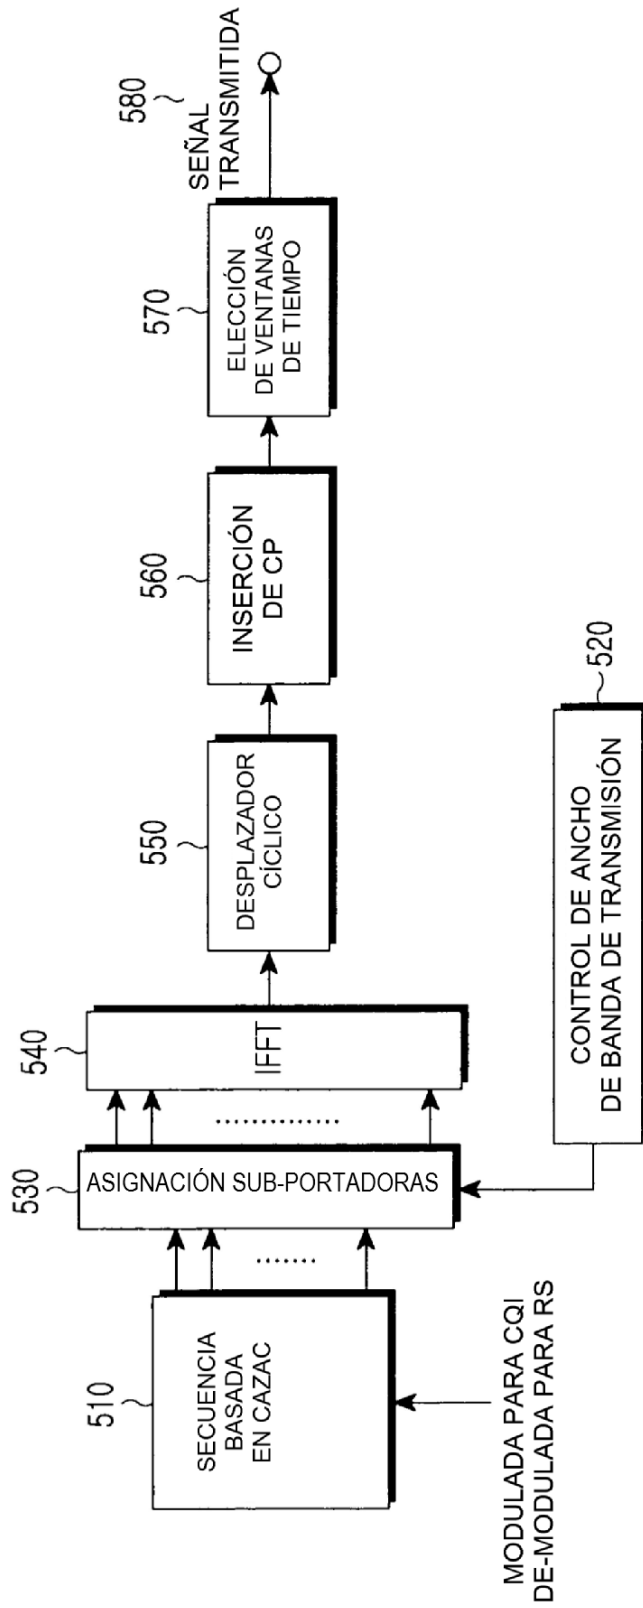 510
SECUENCIA
BASADA
EN CAZAC
MODULADA PARA CQI
DE-MODULADA PARA RS
530
ASIGNACIÓN SUB-PORTADORAS
540
IFFT
CONTROL DE ANCHO
DE BANDA DE TRANSMISIÓN
520
550
DESPLAZADOR
CÍCLICO
560
INSERCIÓN
DE CP
570
ELECCIÓN
DE VENTANAS
DE TIEMPO
580
SEÑAL
TRANSMITIDA